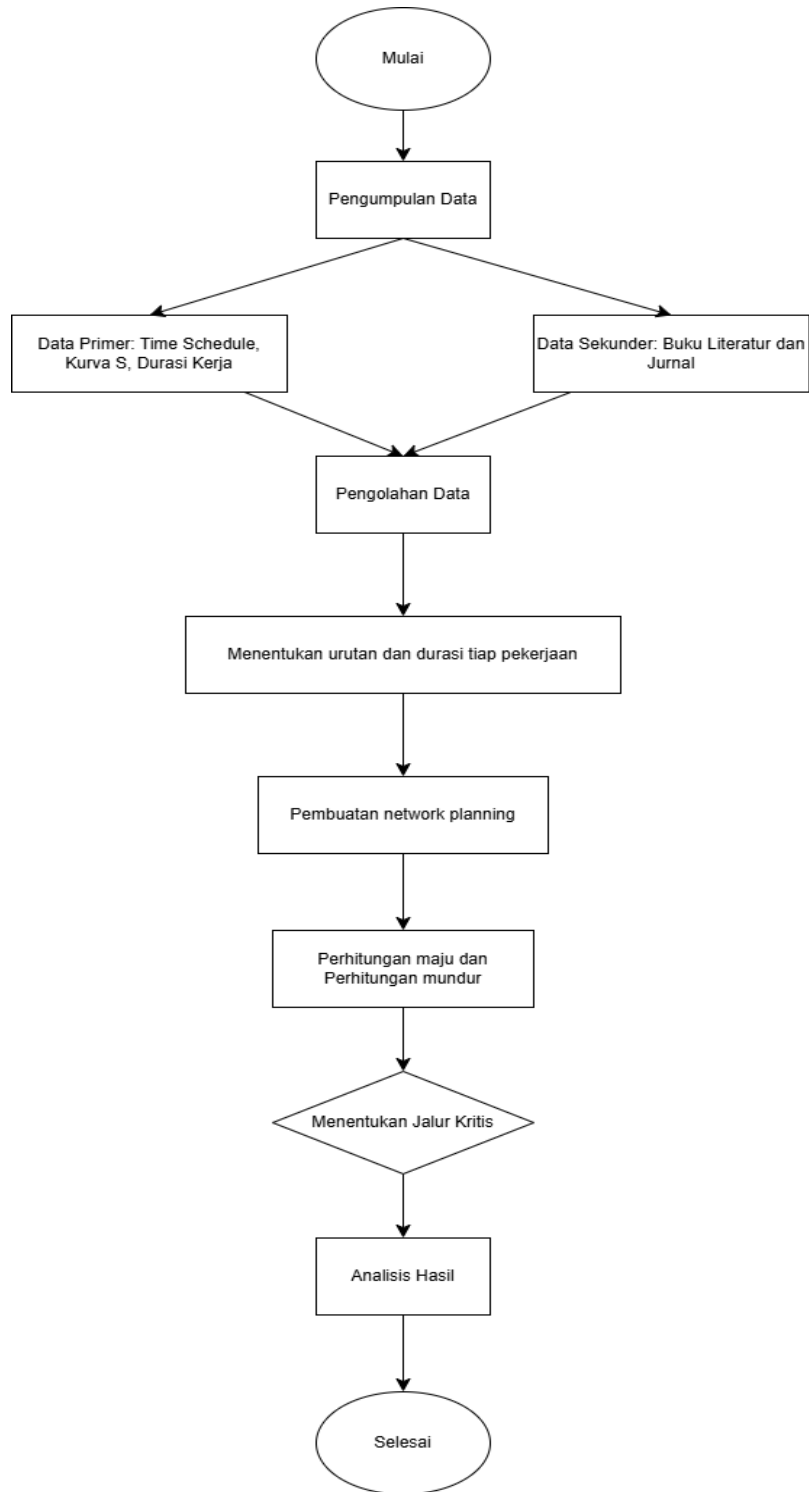 Mulai
Pengumpulan Data
Data Primer: Time Schedule,
Kurva S, Durasi Kerja
Data Sekunder: Buku Literatur dan
Jurnal
Pengolahan Data
Menentukan urutan dan durasi tiap pekerjaan
Pembuatan network planning
Perhitungan maju dan
Perhitungan mundur
Menentukan Jalur Kritis
Analisis Hasil
Selesai